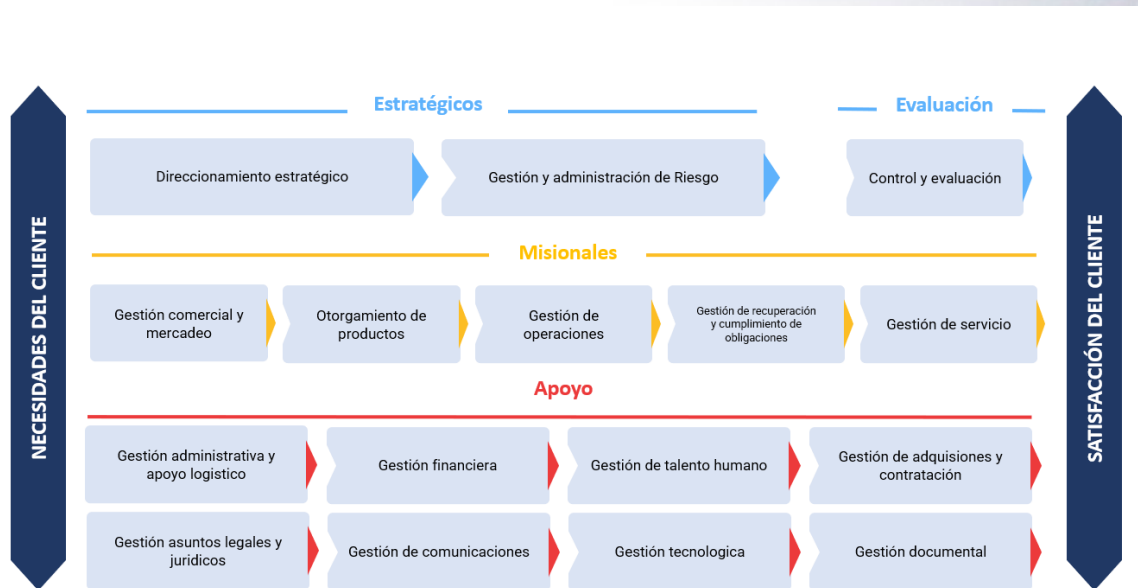 NECESIDADES DEL CLIENTE
Estratégicos
Evaluación
Direccionamiento estratégico
Gestión y administración de Riesgo
Control y evaluación
Misionales
Gestión comercial y
mercadeo
Otorgamiento de
productos
Gestión de
operaciones
Gestión de recuperación
y cumplimiento de
obligaciones
Gestión de servicio
Apoyo
Gestión administrativa y
apoyo logistico
Gestión financiera
Gestión de talento humano
Gestión de adquisiones y
contratación
Gestión asuntos legales y
juridicos
Gestión de comunicaciones
Gestión tecnologica
Gestión documental
SATISFACCIÓN DEL CLIENTE